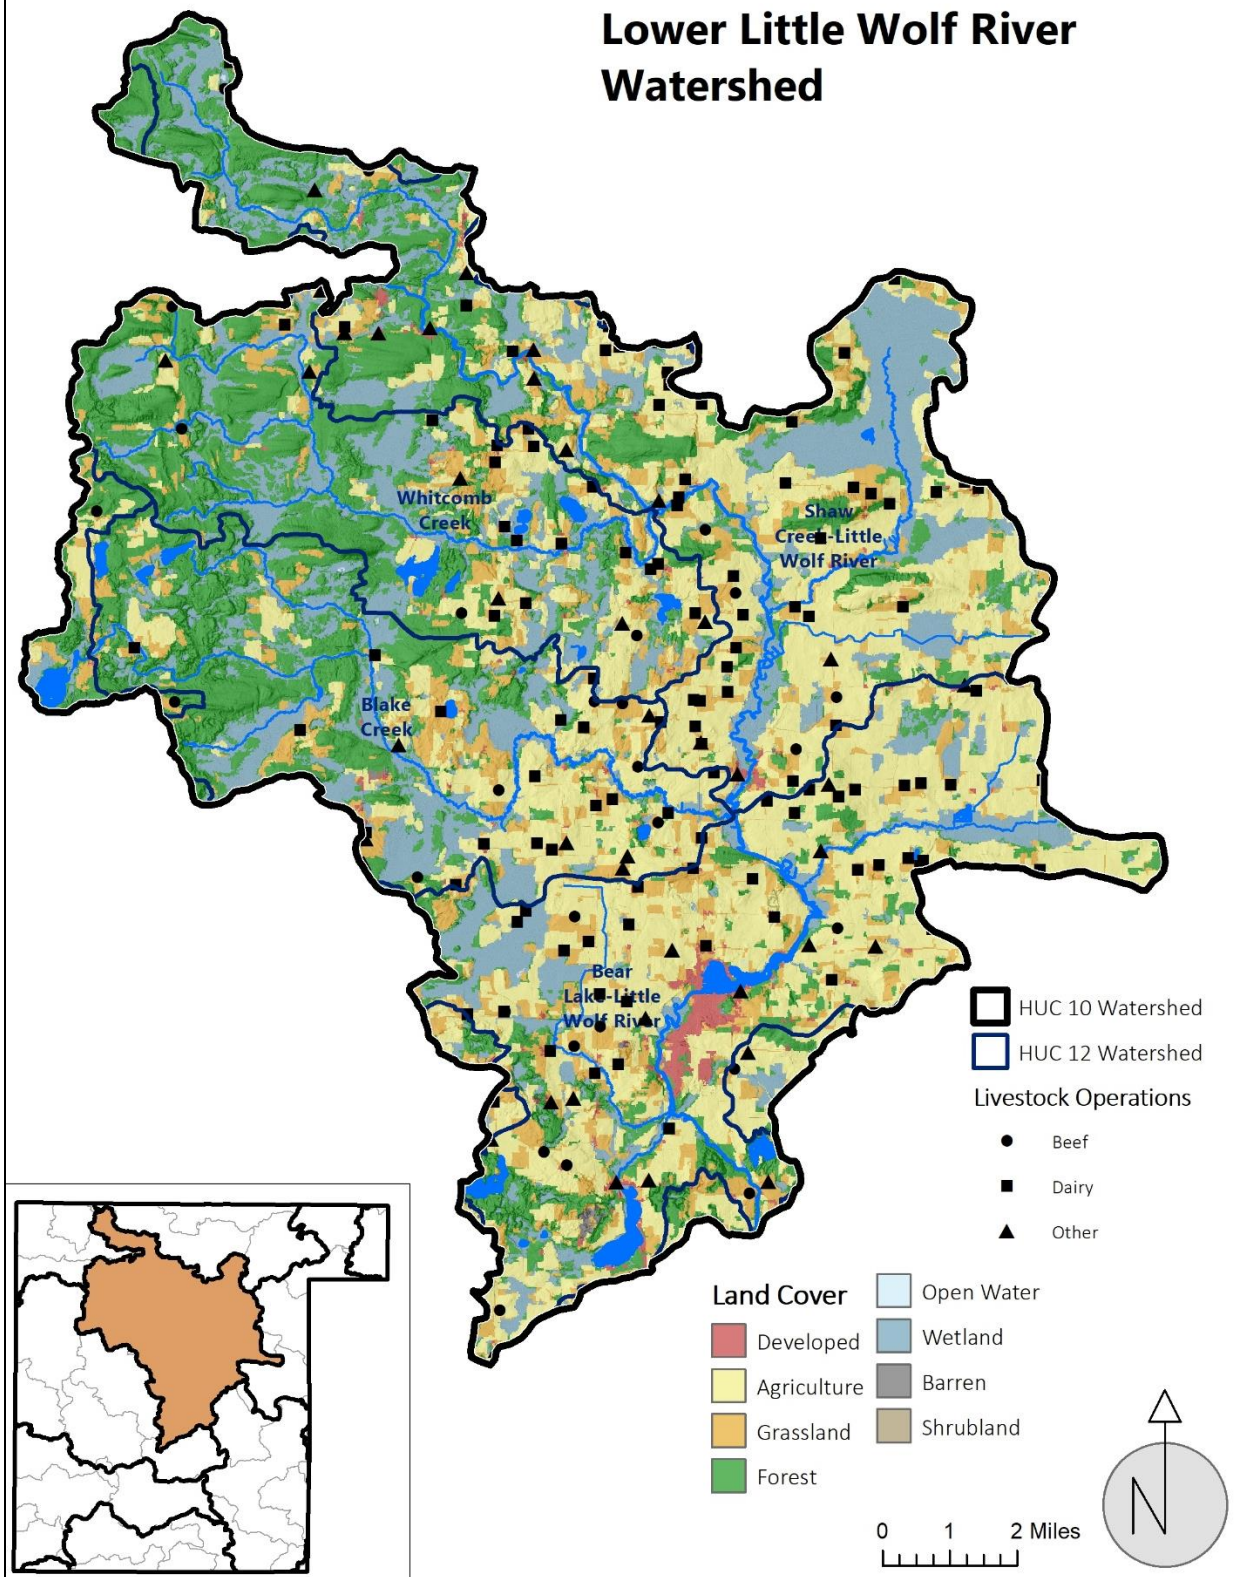 Lower Little Wolf River
Watershed
Whitcomb
Creek
Shaw
Creek-Little
Wolf River
Blake
Creek
Bear
Lake-Little
Wolf River
HUC 10 Watershed
HUC 12 Watershed
Livestock Operations
Beef
Dairy
Other
Land Cover
Developed
Agriculture
Grassland
Forest
Open Water
Wetland
Barren
Shrubland
0 1 2 Miles
N